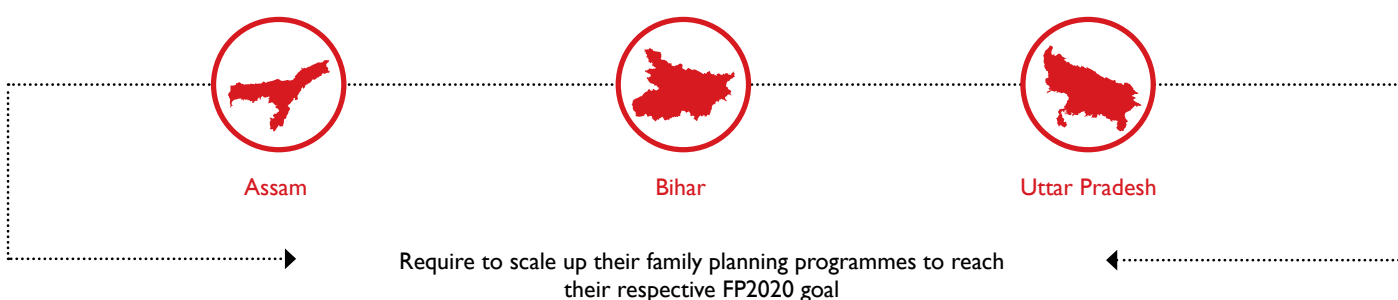 Assam
Bihar
Uttar Pradesh
Require to scale up their family planning programmes to reach
their respective FP2020 goal